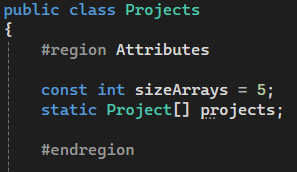 public class Projects
{
#region Attributes
const int sizeArrays = 5;
static Project[] projects;
#endregion